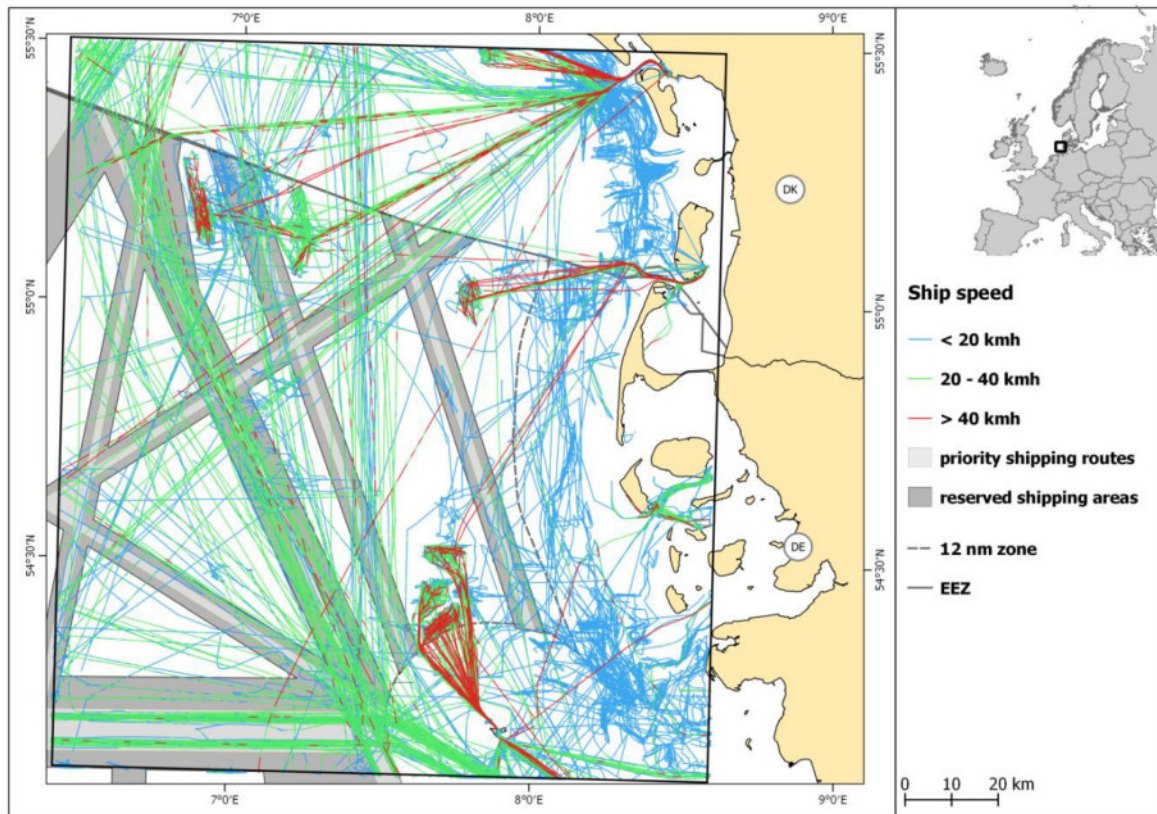 7°0'E 8°0'E 9°0'E
55°30'N 55°30'N
DK
55°0'N 55°0'N
54°30'N 54°30'N
DE
7°0'E 8°0'E 9°0'E
Ship speed
< 20 kmh
20 - 40 kmh
> 40 kmh
priority shipping routes
reserved shipping areas
12 nm zone
EEZ
0 10 20 km